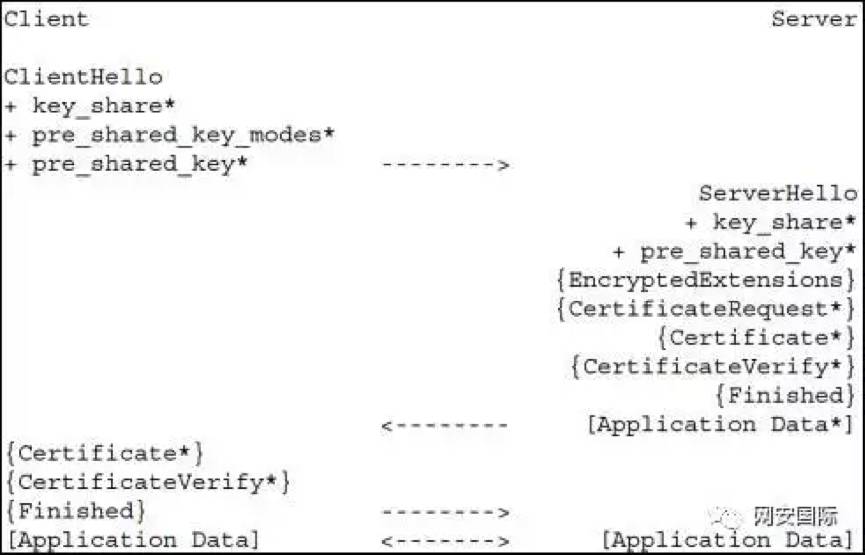 Client Server
ClientHello
+ key_share*
+ pre_shared_key_modes*
+ pre_shared_key* -------->
ServerHello
+ key_share*
+ pre_shared_key*
{EncryptedExtensions}
{CertificateRequest*}
{Certificate*}
{CertificateVerify*}
{Finished}
<-------- [Application Data*]
{Certificate*}
{CertificateVerify*}
{Finished} -------->
网安国际
[Application Data] <-------> [Application Data]